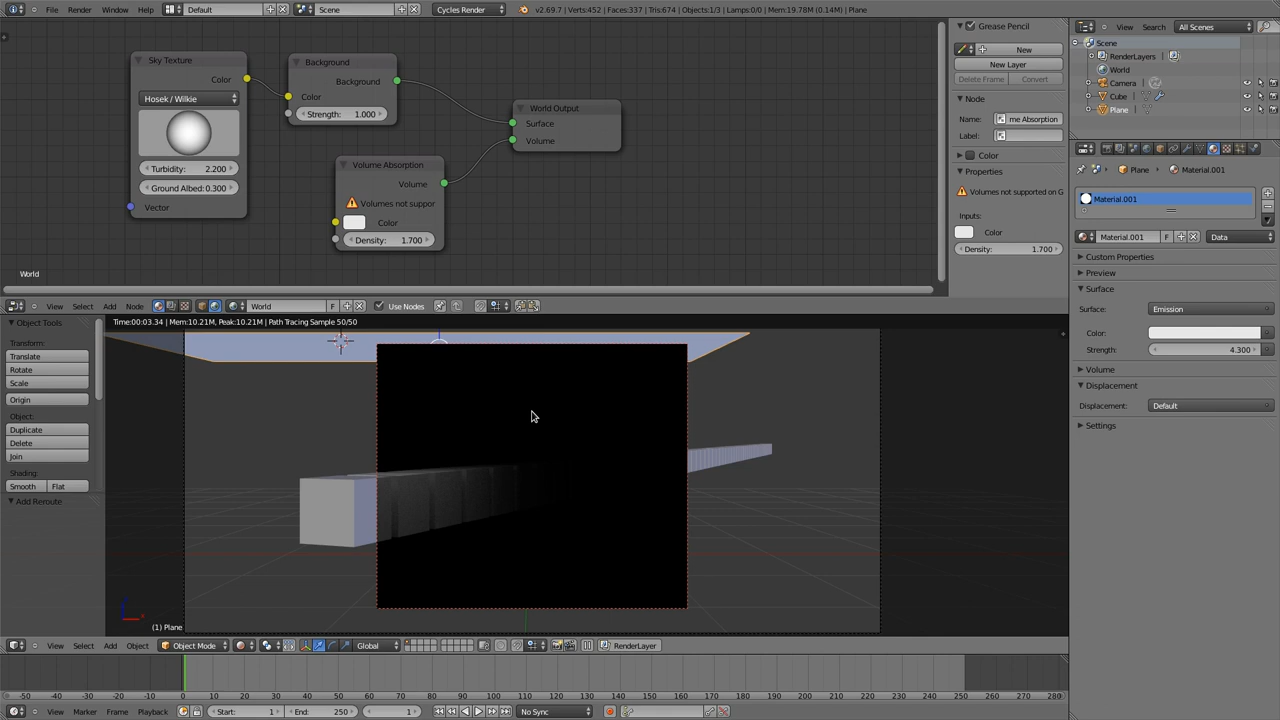 File Render Window Help Default Scene Cycles Render v2.69.7 | Verts:452 | Faces:337 | Tris:674 | Objects:1/3 | Lamps:0/0 | Mem:19.78M (0.14M) | Plane
View Search All Scenes
Scene
RenderLayers
World
Camera
Cube
Plane
Sky Texture
Color
Hosek / Wilkie
Turbidity: 2.200
Ground Albed: 0.300
Vector
Background
Background
Color
Strength: 1.000
World Output
Surface
Volume
Volume Absorption
Volume
Volumes not suppor
Color
Density: 1.700
World
Grease Pencil
New
New Layer
Delete Frame Convert
Node
Name: me Absorption
Label:
Color
Properties
Volumes not supported on G
Inputs:
Color
Density: 1.700
Plane Material.001
Material.001
Material.001 F Data
Custom Properties
Preview
Surface
Surface: Emission
Color:
Strength: 4.300
Volume
Displacement
Displacement: Default
Settings
View Select Add Node World F Use Nodes
Object Tools
Transform:
Translate
Rotate
Scale
Origin
Object:
Duplicate
Delete
Join
Shading:
Smooth Flat
Add Reroute
Time:00:03.34 | Mem:10.21M, Peak:10.21M | Path Tracing Sample 50/50
(1) Plane
View Select Add Object Object Mode Global RenderLayer
-50 -40 -30 -20 -10 0 10 20 30 40 50 60 70 80 90 100 110 120 130 140 150 160 170 180 190 200 210 220 230 240 250 260 270 280
View Marker Frame Playback Start: 1 End: 250 1 No Sync